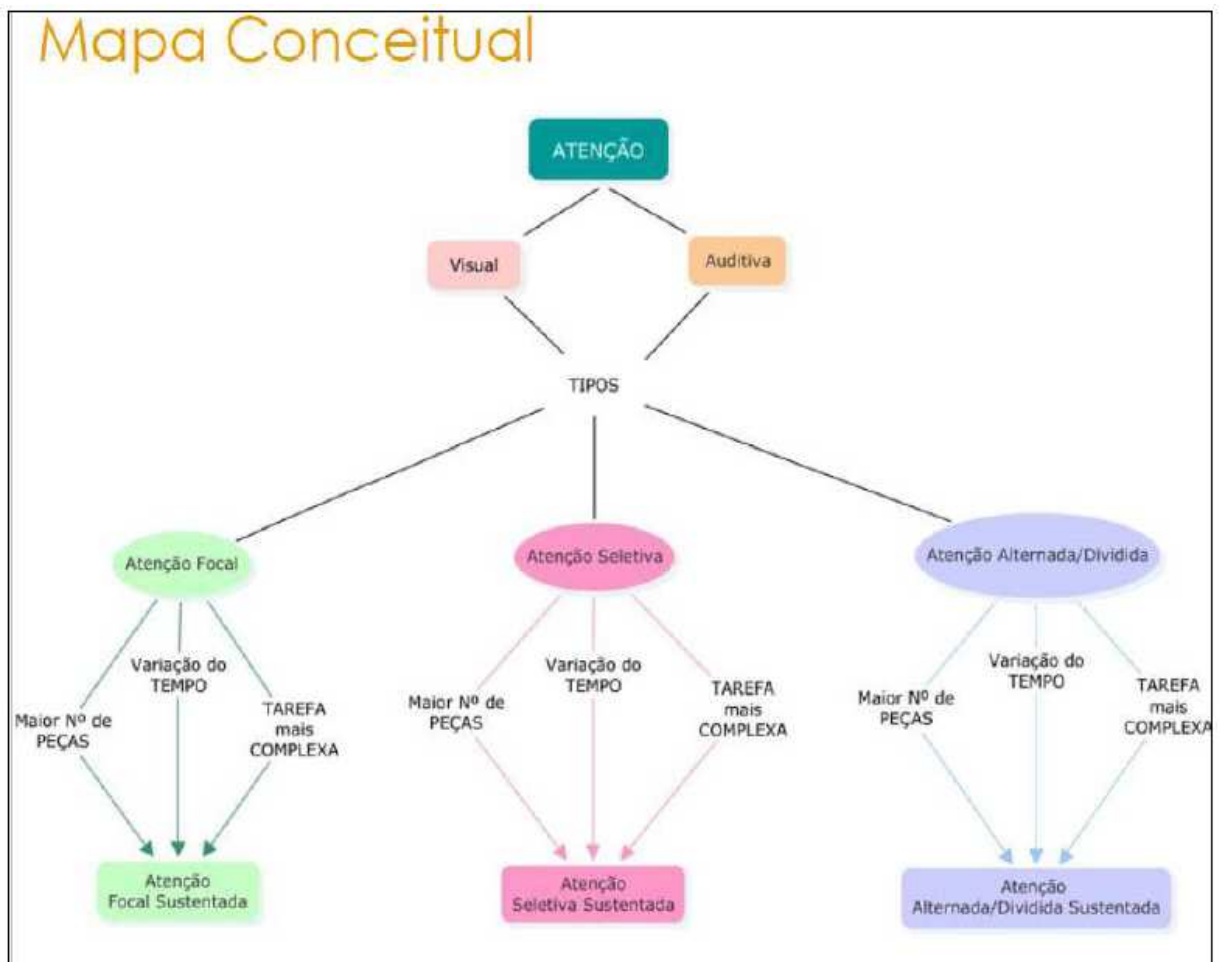 Mapa Conceitual
ATENÇÃO
Visual
Auditiva
TIPOS
Atenção Focal
Atenção Seletiva
Atenção Alternada/Dividida
Maior Nº de
PEÇAS
Variação do
TEMPO
TAREFA
mais
COMPLEXA
Maior Nº de
PEÇAS
Variação do
TEMPO
TAREFA
mais
COMPLEXA
Maior Nº de
PEÇAS
Variação do
TEMPO
TAREFA
mais
COMPLEXA
Atenção
Focal Sustentada
Atenção
Seletiva Sustentada
Atenção
Alternada/Dividida Sustentada